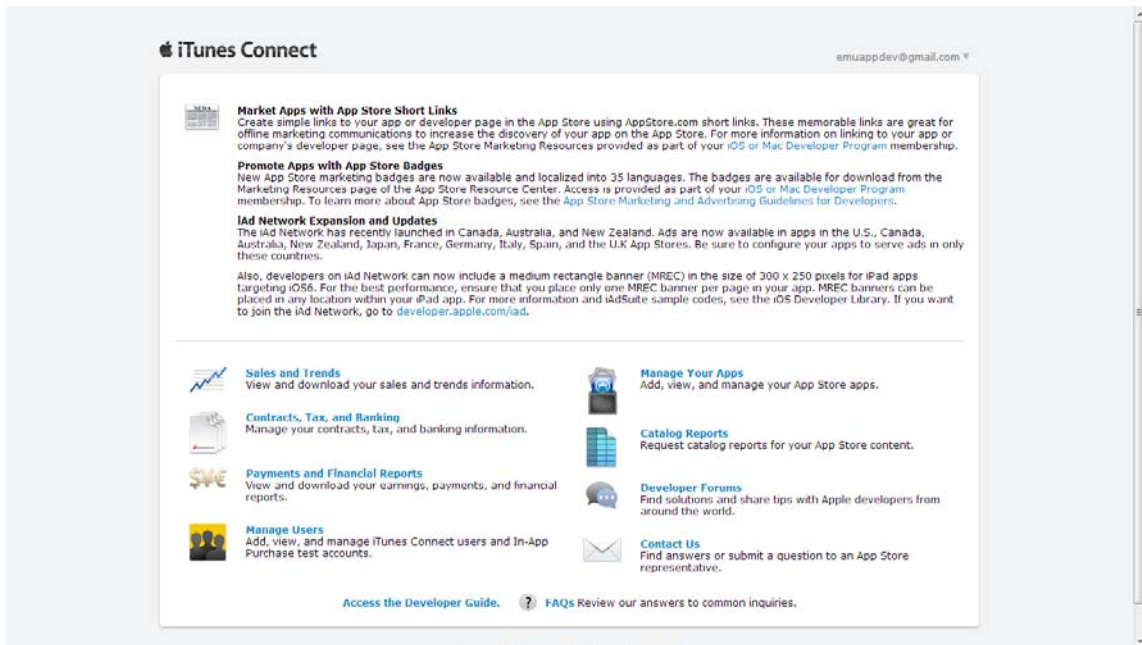 iTunes Connect
emuappdev@gmail.com
NEWS
Market Apps with App Store Short Links
Create simple links to your app or developer page in the App Store using AppStore.com short links. These memorable links are great for
offline marketing communications to increase the discovery of your app on the App Store. For more information on linking to your app or
company's developer page, see the App Store Marketing Resources provided as part of your iOS or Mac Developer Program membership.
Promote Apps with App Store Badges
New App Store marketing badges are now available and localized into 35 languages. The badges are available for download from the
Marketing Resources page of the App Store Resource Center. Access is provided as part of your iOS or Mac Developer Program
membership. To learn more about App Store badges, see the App Store Marketing and Advertising Guidelines for Developers.
iAd Network Expansion and Updates
The iAd Network has recently launched in Canada, Australia, and New Zealand. Ads are now available in apps in the U.S., Canada,
Australia, New Zealand, Japan, France, Germany, Italy, Spain, and the U.K App Stores. Be sure to configure your apps to serve ads in only
these countries.
Also, developers on iAd Network can now include a medium rectangle banner (MREC) in the size of 300 x 250 pixels for iPad apps
targeting iOS6. For the best performance, ensure that you place only one MREC banner per page in your app. MREC banners can be
placed in any location within your iPad app. For more information and iAdSuite sample codes, see the iOS Developer Library. If you want
to join the iAd Network, go to developer.apple.com/iad.
Sales and Trends
View and download your sales and trends information.
Contracts, Tax, and Banking
Manage your contracts, tax, and banking information.
$¥€
Payments and Financial Reports
View and download your earnings, payments, and financial
reports.
Manage Users
Add, view, and manage iTunes Connect users and In-App
Purchase test accounts.
Manage Your Apps
Add, view, and manage your App Store apps.
Catalog Reports
Request catalog reports for your App Store content.
Developer Forums
Find solutions and share tips with Apple developers from
around the world.
Contact Us
Find answers or submit a question to an App Store
representative.
Access the Developer Guide. ? FAQs Review our answers to common inquiries.